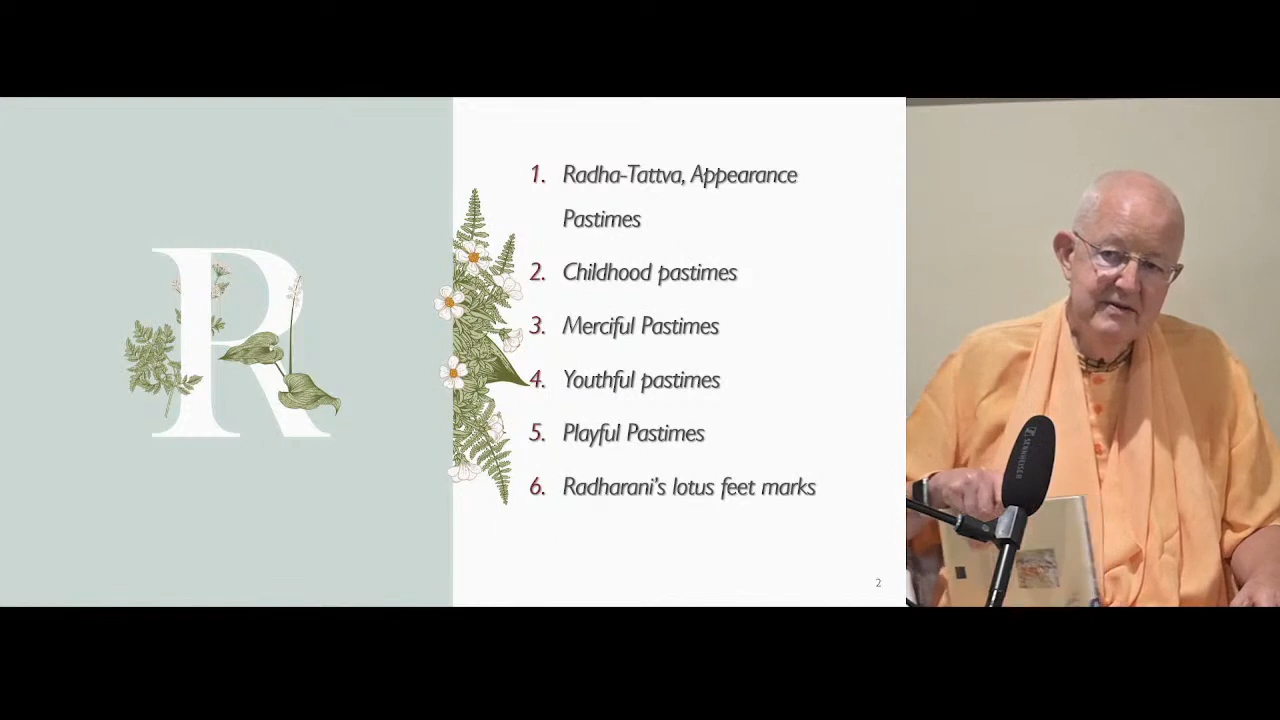 R
1. Radha-Tattva, Appearance
Pastimes
2. Childhood pastimes
3. Merciful Pastimes
4. Youthful pastimes
5. Playful Pastimes
6. Radharani's lotus feet marks
2
SENNHEISER